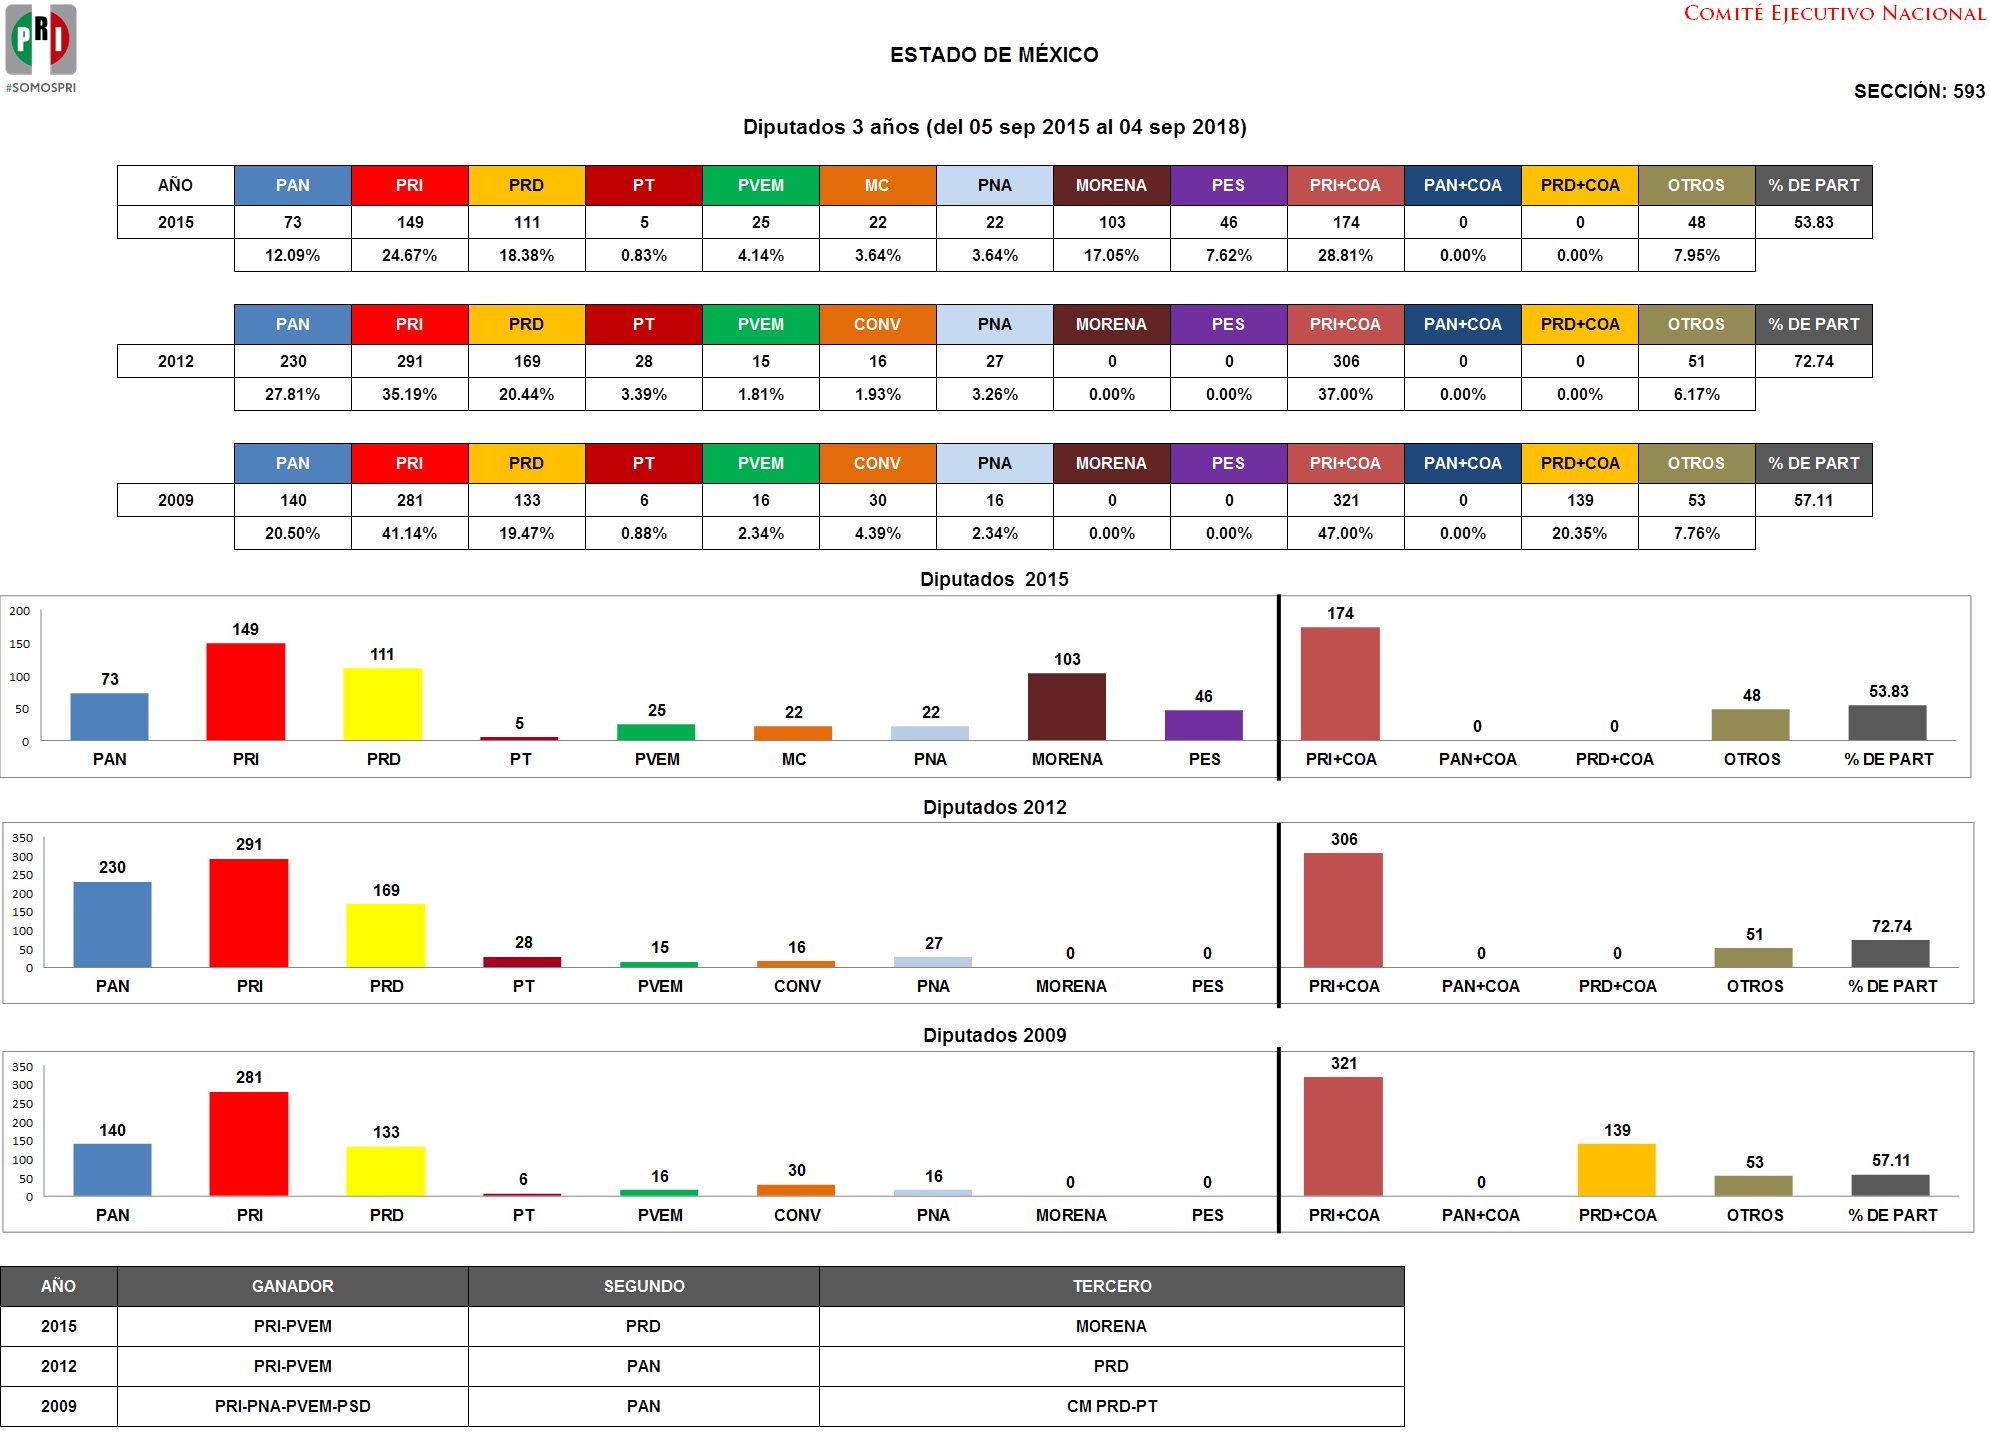 PRI
#SOMOSPRI
COMITÉ EJECUTIVO NACIONAL
ESTADO DE MÉXICO
SECCIÓN: 593
Diputados 3 años (del 05 sep 2015 al 04 sep 2018)
AÑO PAN PRI PRD PT PVEM MC PNA MORENA PES PRI+COA PAN+COA PRD+COA OTROS % DE PART
2015 73 149 111 5 25 22 22 103 46 174 0 0 48 53.83
12.09% 24.67% 18.38% 0.83% 4.14% 3.64% 3.64% 17.05% 7.62% 28.81% 0.00% 0.00% 7.95%
PAN PRI PRD PT PVEM CONV PNA MORENA PES PRI+COA PAN+COA PRD+COA OTROS % DE PART
2012 230 291 169 28 15 16 27 0 0 306 0 0 51 72.74
27.81% 35.19% 20.44% 3.39% 1.81% 1.93% 3.26% 0.00% 0.00% 37.00% 0.00% 0.00% 6.17%
PAN PRI PRD PT PVEM CONV PNA MORENA PES PRI+COA PAN+COA PRD+COA OTROS % DE PART
2009 140 281 133 6 16 30 16 0 0 321 0 139 53 57.11
20.50% 41.14% 19.47% 0.88% 2.34% 4.39% 2.34% 0.00% 0.00% 47.00% 0.00% 20.35% 7.76%
Diputados 2015
200
150
100
50
0
73 149 111 5 25 22 22 103 46 174 0 0 48 53.83
PAN PRI PRD PT PVEM MC PNA MORENA PES PRI+COA PAN+COA PRD+COA OTROS % DE PART
Diputados 2012
350
300
250
200
150
100
50
0
230 291 169 28 15 16 27 0 0 306 0 0 51 72.74
PAN PRI PRD PT PVEM CONV PNA MORENA PES PRI+COA PAN+COA PRD+COA OTROS % DE PART
Diputados 2009
350
300
250
200
150
100
50
0
140 281 133 6 16 30 16 0 0 321 0 139 53 57.11
PAN PRI PRD PT PVEM CONV PNA MORENA PES PRI+COA PAN+COA PRD+COA OTROS % DE PART
AÑO GANADOR SEGUNDO TERCERO
2015 PRI-PVEM PRD MORENA
2012 PRI-PVEM PAN PRD
2009 PRI-PNA-PVEM-PSD PAN CM PRD-PT